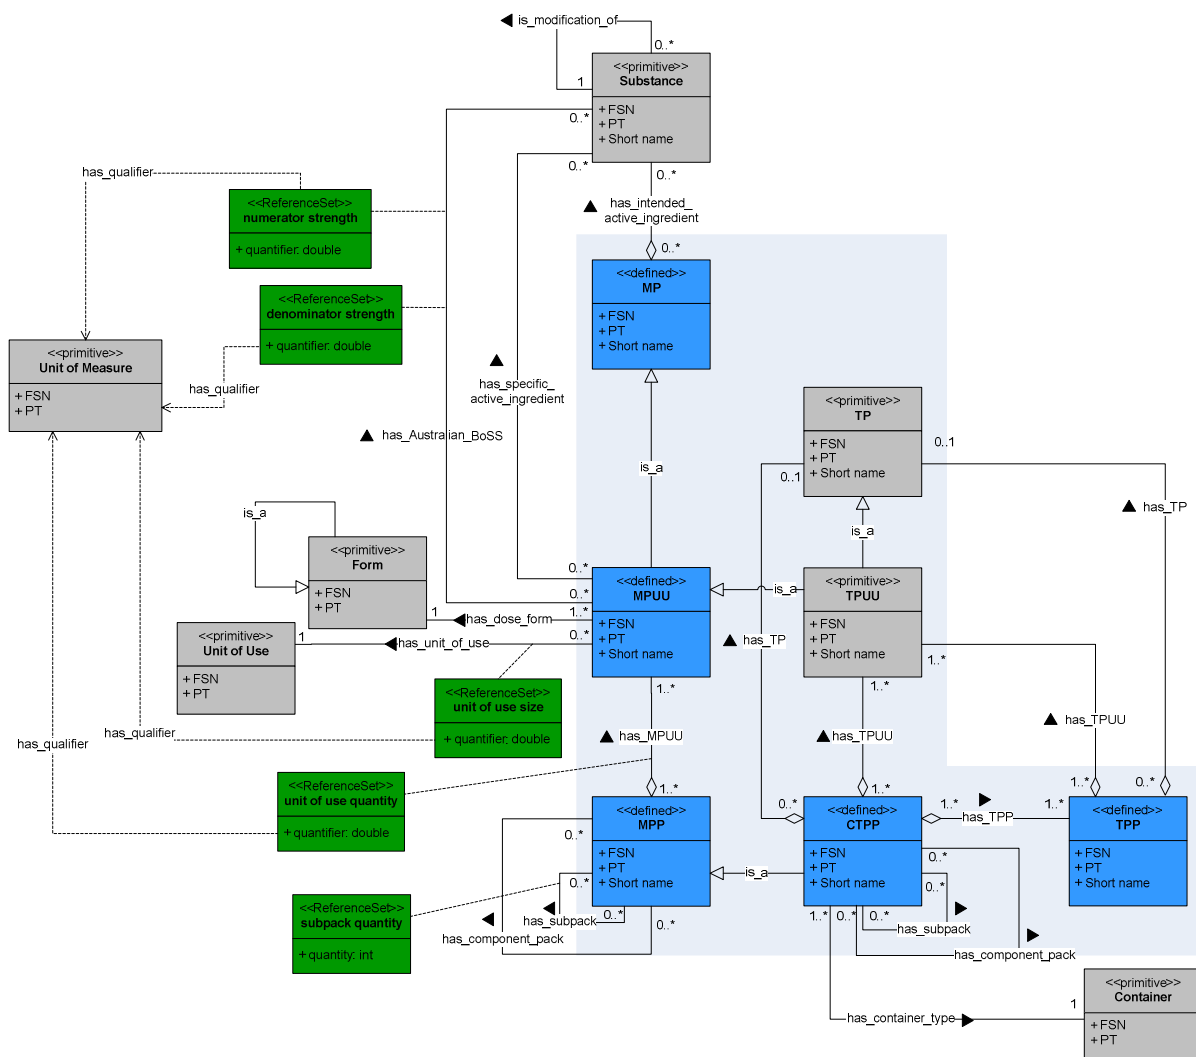 is_modification_of
0..*
1
<<primitive>>
Substance
+ FSN
+ PT
+ Short name
0..*
0..*
0..*
has_qualifier
<<ReferenceSet>>
numerator strength
+ quantifier: double
has_intended_
active_ingredient
0..*
<<defined>>
MP
+ FSN
+ PT
+ Short name
<<ReferenceSet>>
denominator strength
+ quantifier: double
<<primitive>>
Unit of Measure
+ FSN
+ PT
has_qualifier
has_specific_
active_ingredient
has_Australian_BoSS
is_a
<<primitive>>
TP
+ FSN
+ PT
+ Short name
0..1
0..1
has_TP
is_a
is_a
<<primitive>>
Form
+ FSN
+ PT
0..*
0..*
1..*
0..*
<<defined>>
MPUU
+ FSN
+ PT
+ Short name
is_a
<<primitive>>
TPUU
+ FSN
+ PT
+ Short name
1
has_dose_form
<<primitive>>
Unit of Use
+ FSN
+ PT
1
has_unit_of_use
has_TP
1..*
1..*
1..*
<<ReferenceSet>>
unit of use size
+ quantifier: double
has_TPUU
has_qualifier
has_qualifier
has_MPUU
has_TPUU
<<ReferenceSet>>
unit of use quantity
+ quantifier: double
1..*
1..*
1..*
0..*
<<defined>>
MPP
+ FSN
+ PT
+ Short name
0..*
0..*
0..*
<<defined>>
CTPP
+ FSN
+ PT
+ Short name
1..*
has_TPP
1..*
<<defined>>
TPP
+ FSN
+ PT
+ Short name
is_a
0..*
0..*
<<ReferenceSet>>
subpack quantity
+ quantity: int
0..*
has_subpack
has_component_pack
0..*
1..*
0..*
0..*
has_subpack
has_component_pack
has_container_type
1
<<primitive>>
Container
+ FSN
+ PT